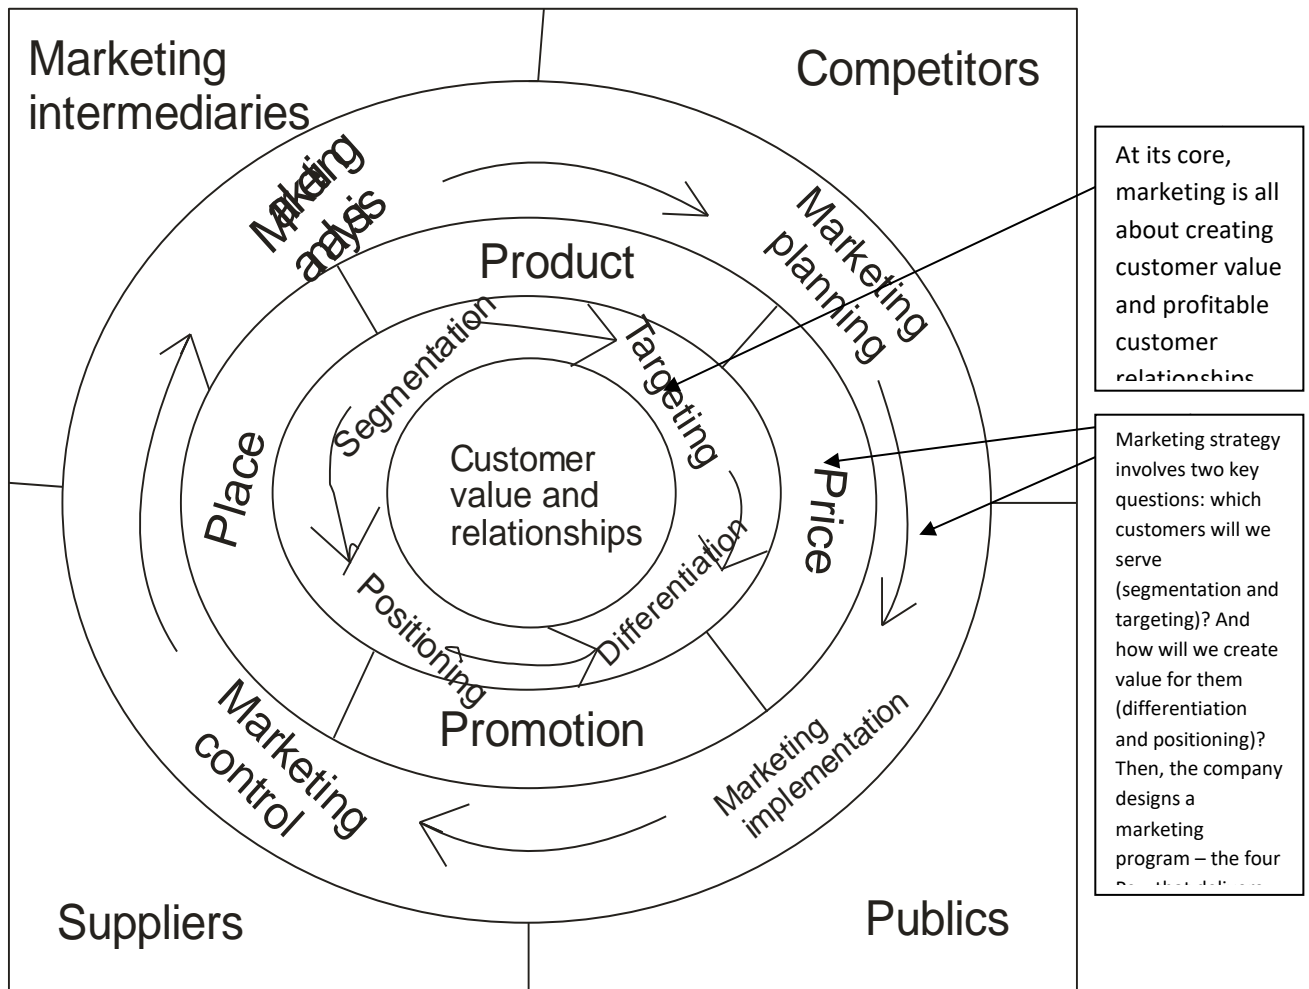 Marketing
intermediaries
Competitors
Marketing
analysis
Marketing
planning
Product
Segmentation
Targeting
Place
Customer
value and
relationships
Price
Positioning
Differentiation
Promotion
Marketing
control
Marketing
implementation
Suppliers
Publics
At its core,
marketing is all
about creating
customer value
and profitable
customer
relationships
Marketing strategy
involves two key
questions: which
customers will we
serve
(segmentation and
targeting)? And
how will we create
value for them
(differentiation
and positioning)?
Then, the company
designs a
marketing
program – the four